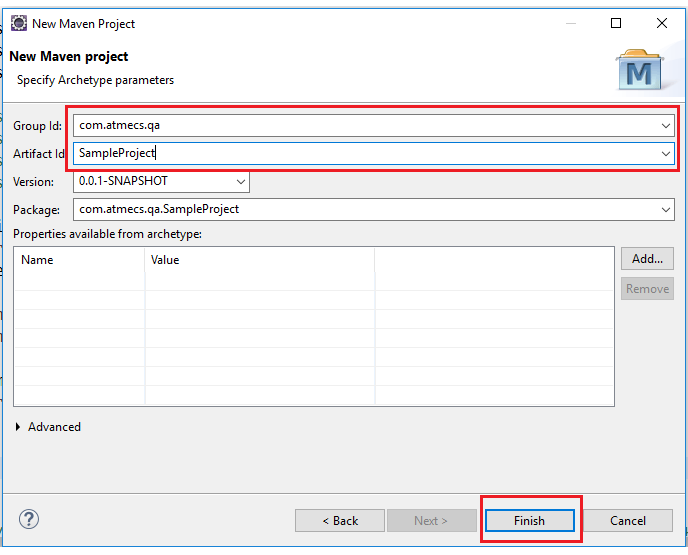 New Maven Project
New Maven project
Specify Archetype parameters
M
Group Id: com.atmecs.qa
Artifact Id: SampleProject
Version: 0.0.1-SNAPSHOT
Package: com.atmecs.qa.SampleProject
Properties available from archetype:
Name Value
Add...
Remove
Advanced
? < Back Next > Finish Cancel